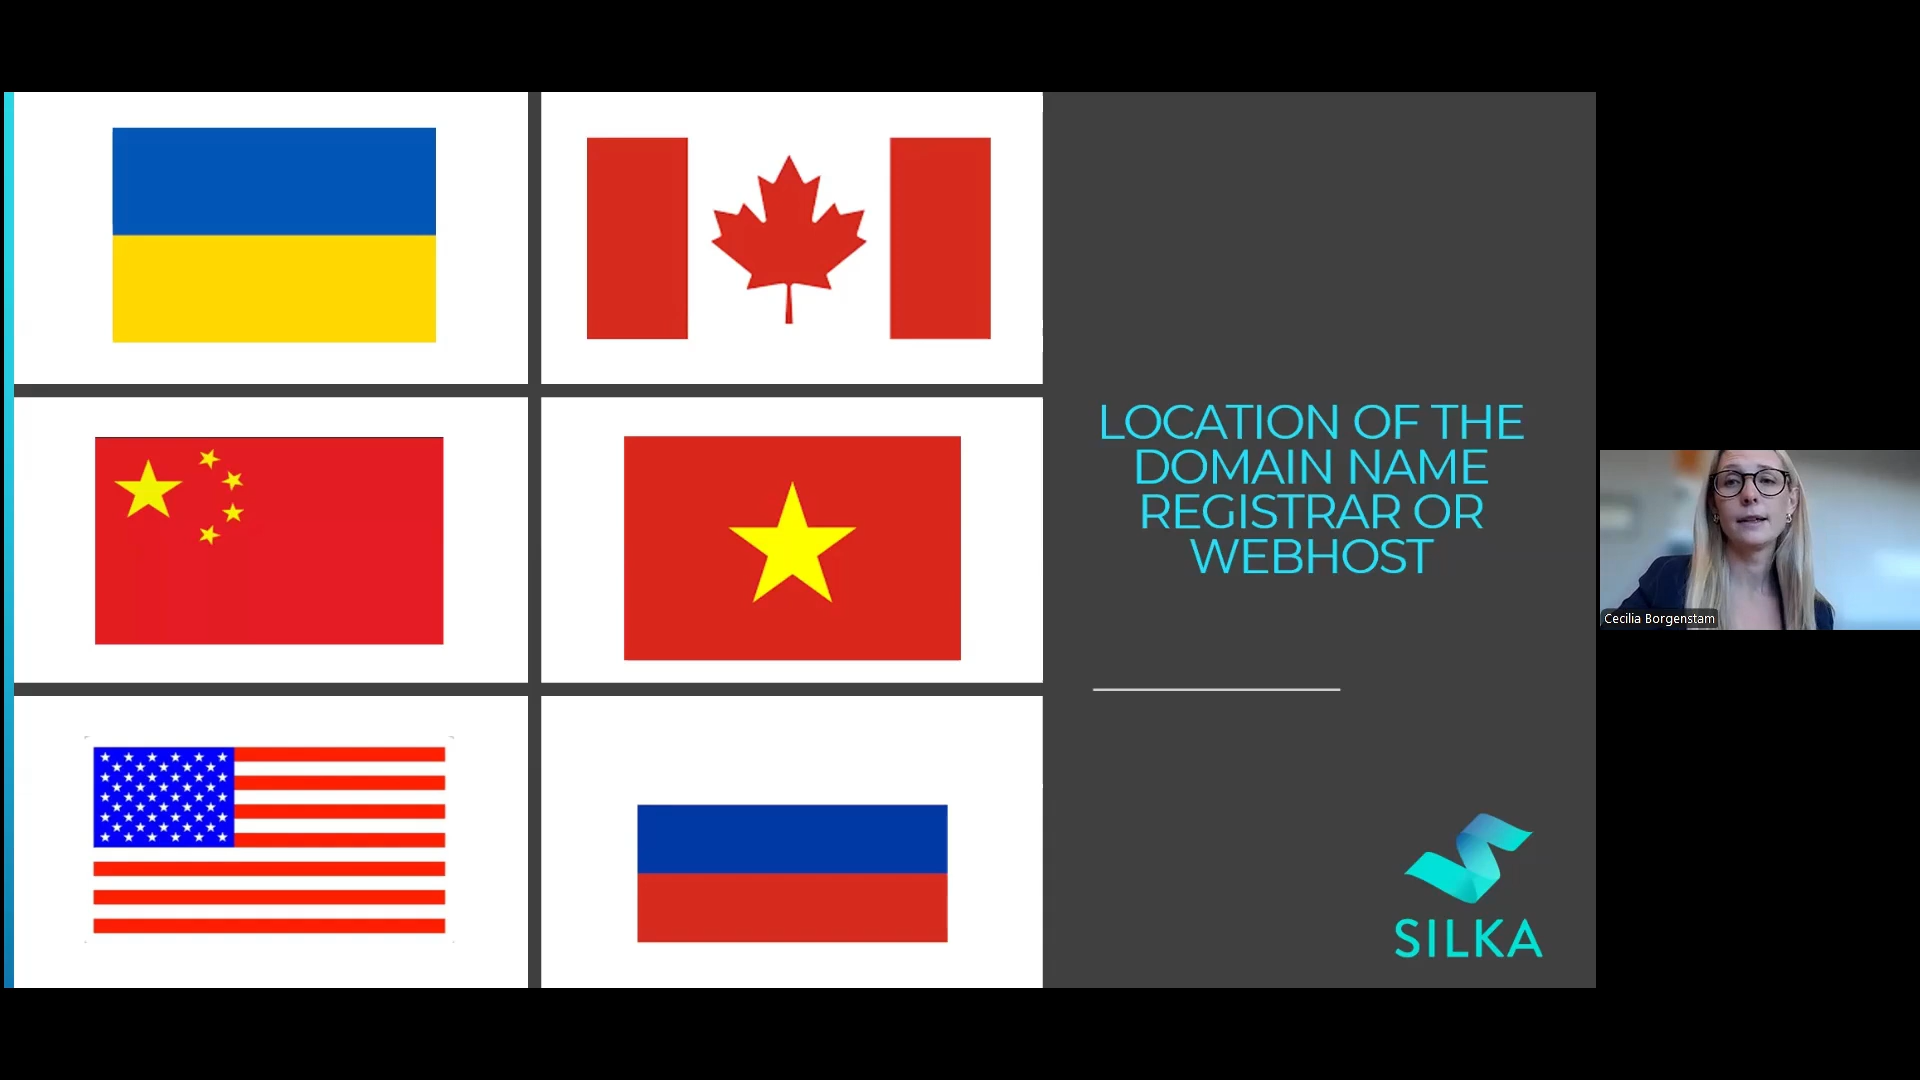 LOCATION OF THE
DOMAIN NAME
REGISTRAR OR
WEBHOST
SILKA
Cecilia Borgenstam